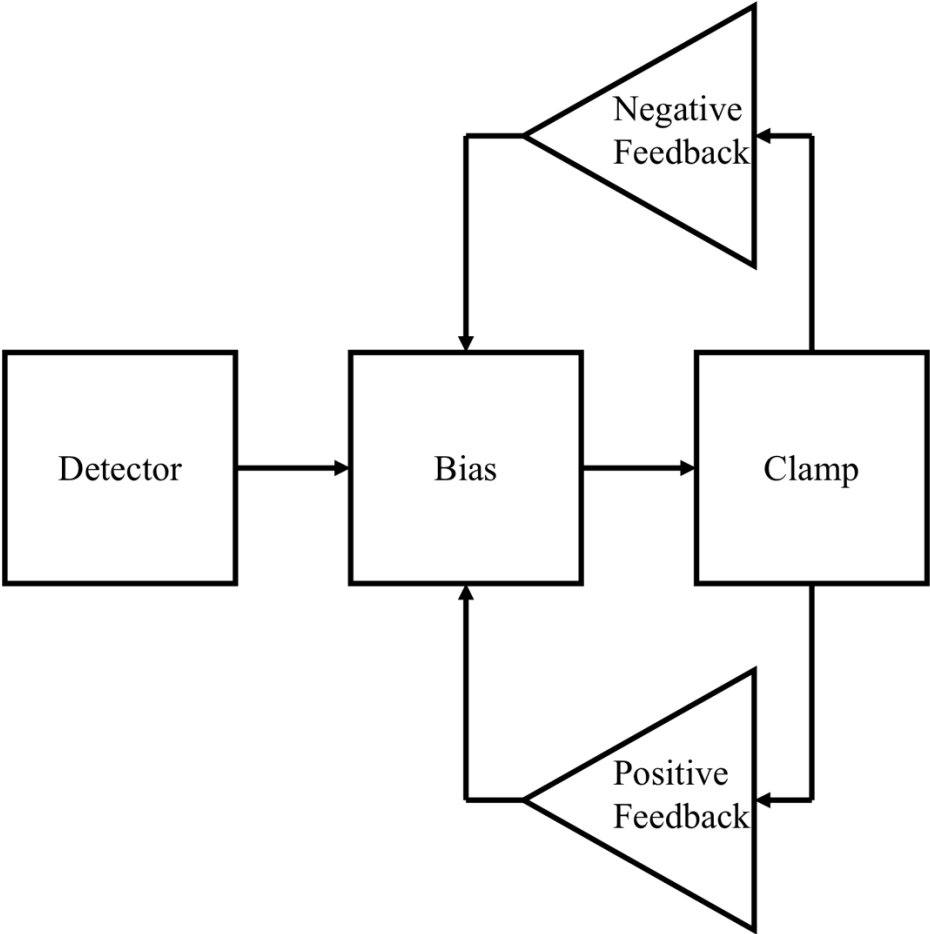 Negative
Feedback
Detector
Bias
Clamp
Positive
Feedback